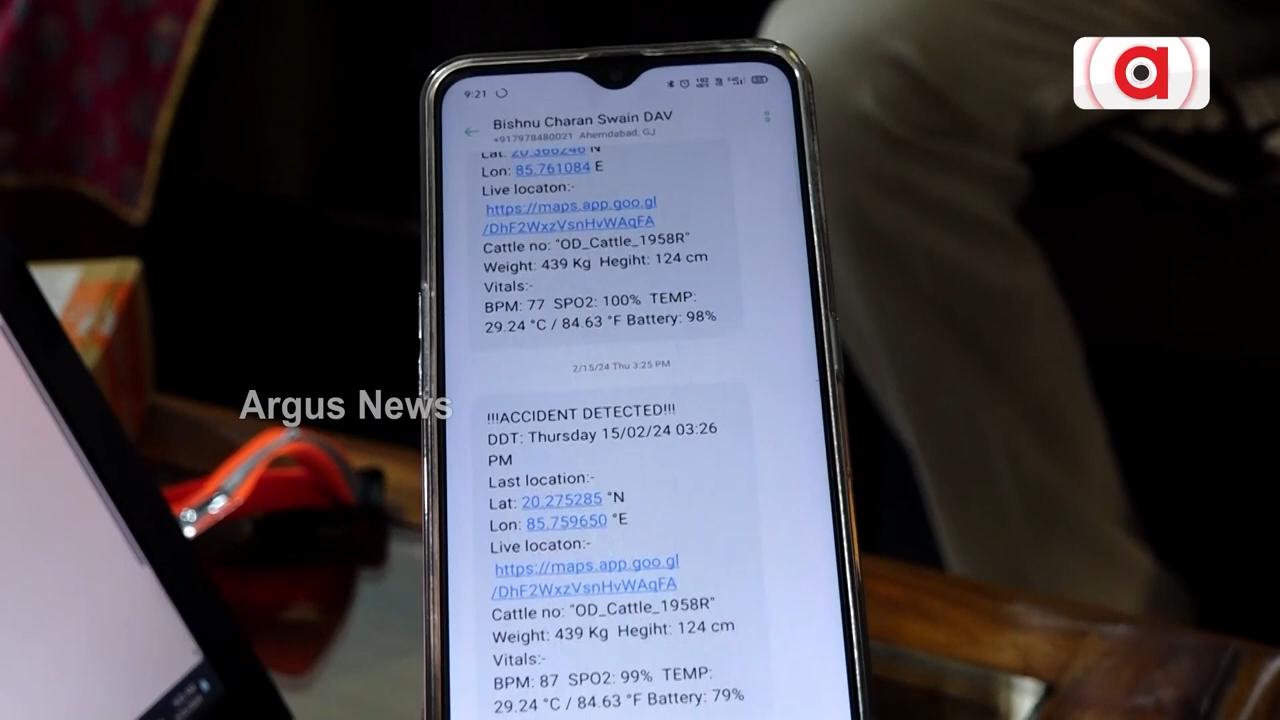 9:21
Bishnu Charan Swain DAV
+917978480021 Ahemdabad, GJ
Lat: 20.366246 N
Lon: 85.761084 E
Live locaton:-
https://maps.app.goo.gl
/DhF2WxzVsnHvWAqFA
Cattle no: "OD_Cattle_1958R"
Weight: 439 Kg Hegiht: 124 cm
Vitals:-
BPM: 77 SPO2: 100% TEMP:
29.24 °C / 84.63 °F Battery: 98%
2/15/24 Thu 3:25 PM
!!!ACCIDENT DETECTED!!!
DDT: Thursday 15/02/24 03:26
PM
Last location:-
Lat: 20.275285 °N
Lon: 85.759650 °E
Live locaton:-
https://maps.app.goo.gl
/DhF2WxzVsnHvWAqFA
Cattle no: "OD_Cattle_1958R"
Weight: 439 Kg Hegiht: 124 cm
Vitals:-
BPM: 87 SPO2: 99% TEMP:
29.24 °C / 84.63 °F Battery: 79%
Argus News
a